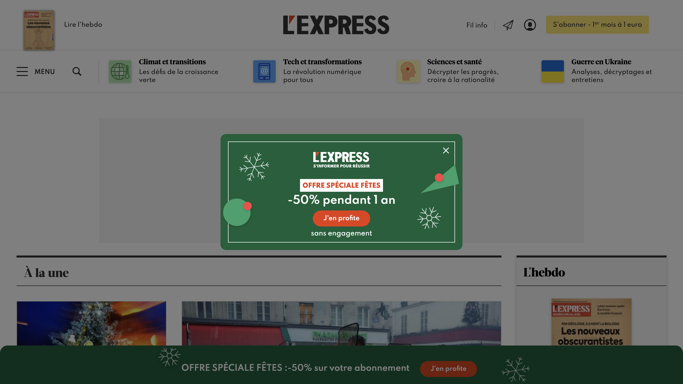 Lire l'hebdo
L'EXPRESS
Fil info
S'abonner - 1er mois à 1 euro
MENU
Climat et transitions
Les défis de la croissance
verte
Tech et transformations
La révolution numérique
pour tous
Sciences et santé
Décrypter les progrès,
croire à la rationalité
Guerre en Ukraine
Analyses, décryptages et
entretiens
L'EXPRESS
S'INFORMER POUR RÉUSSIR
OFFRE SPÉCIALE FÊTES
-50% pendant 1 an
J'en profite
sans engagement
À la une
L'hebdo
L'EXPRESS
Les nouveaux
obscurantistes
OFFRE SPÉCIALE FÊTES :-50% sur votre abonnement
J'en profite